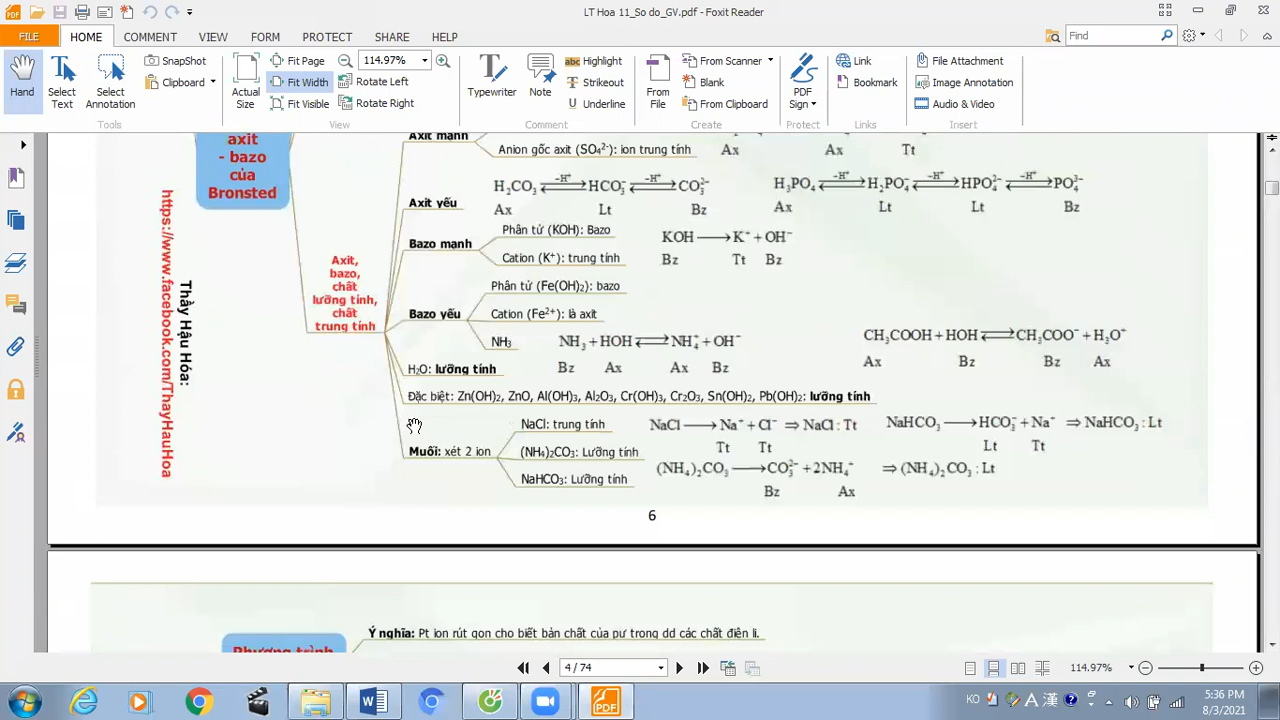 LT Hoa 11_So do_GV.pdf - Foxit Reader
FILE HOME COMMENT VIEW FORM PROTECT SHARE HELP Find
Hand Select Text Select Annotation SnapShot Clipboard
Tools
Actual Size Fit Page Fit Width Fit Visible 114.97% Rotate Left Rotate Right
View
Typewriter Note Highlight Strikeout Underline
Comment
From File From Scanner Blank From Clipboard
Create
PDF Sign
Protect
Link Bookmark
Links
File Attachment Image Annotation Audio & Video
Insert
axit
- bazo
của
Bronsted
https://www.facebook.com/ThayHauHoa
Thầy Hậu Hóa:
Axit,
bazo,
chất
lưỡng tính,
chất
trung tính
Axit mạnh
Anion gốc axit (SO₄²⁻): ion trung tính Ax Ax Tt
Axit yếu
H₂CO₃ ⇌(−H⁺) HCO₃⁻ ⇌(−H⁺) CO₃²⁻
Ax Lt Bz
H₃PO₄ ⇌(−H⁺) H₂PO₄⁻ ⇌(−H⁺) HPO₄²⁻ ⇌(−H⁺) PO₄³⁻
Ax Lt Lt Bz
Bazo mạnh
Phân tử (KOH): Bazo
Cation (K⁺): trung tính
KOH ⟶ K⁺ + OH⁻
Bz Tt Bz
Bazo yếu
Phân tử (Fe(OH)₂): bazo
Cation (Fe²⁺): là axit
NH₃
NH₃ + HOH ⇌ NH₄⁺ + OH⁻
Bz Ax Ax Bz
CH₃COOH + HOH ⇌ CH₃COO⁻ + H₃O⁺
Ax Bz Bz Ax
H₂O: lưỡng tính
Đặc biệt: Zn(OH)₂, ZnO, Al(OH)₃, Al₂O₃, Cr(OH)₃, Cr₂O₃, Sn(OH)₂, Pb(OH)₂: lưỡng tính
Muối: xét 2 ion
NaCl: trung tính
(NH₄)₂CO₃: Lưỡng tính
NaHCO₃: Lưỡng tính
NaCl ⟶ Na⁺ + Cl⁻ ⇒ NaCl : Tt
Tt Tt
NaHCO₃ ⟶ HCO₃⁻ + Na⁺ ⇒ NaHCO₃ : Lt
Lt Tt
(NH₄)₂CO₃ ⟶ CO₃²⁻ + 2NH₄⁺ ⇒ (NH₄)₂CO₃ : Lt
Bz Ax
6
Ý nghĩa: Pt ion rút gọn cho biết bản chất của pư trong dd các chất điện li.
Phương trình
4 / 74
114.97%
KO A 漢
5:36 PM
8/3/2021